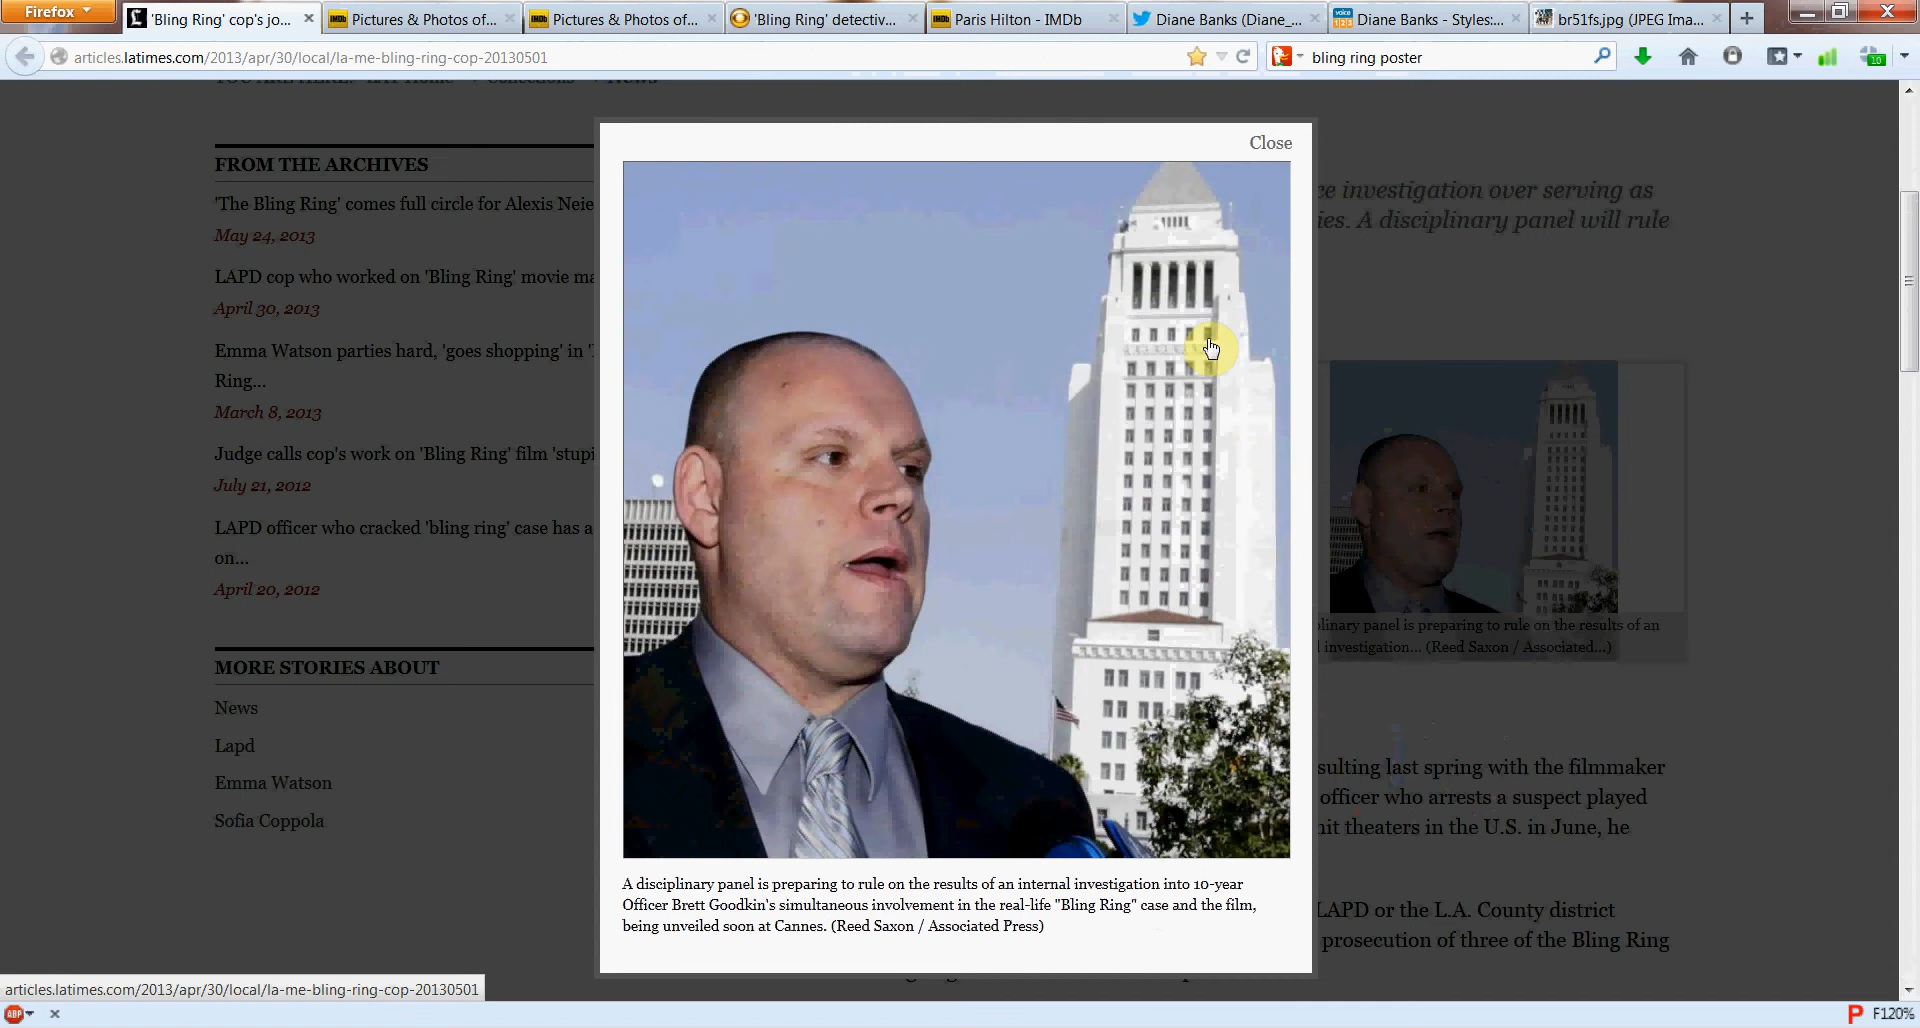 Firefox
'Bling Ring' cop's jo...
Pictures & Photos of...
Pictures & Photos of...
'Bling Ring' detectiv...
Paris Hilton - IMDb
Diane Banks (Diane_...
Diane Banks - Styles:...
br51fs.jpg (JPEG Ima...
articles.latimes.com/2013/apr/30/local/la-me-bling-ring-cop-20130501
bling ring poster
10
Close
FROM THE ARCHIVES
'The Bling Ring' comes full circle for Alexis Neie
May 24, 2013
LAPD cop who worked on 'Bling Ring' movie ma
April 30, 2013
Emma Watson parties hard, 'goes shopping' in '
Ring...
March 8, 2013
Judge calls cop's work on 'Bling Ring' film 'stupi
July 21, 2012
LAPD officer who cracked 'bling ring' case has a
on...
April 20, 2012
MORE STORIES ABOUT
News
Lapd
Emma Watson
Sofia Coppola
A disciplinary panel is preparing to rule on the results of an internal investigation into 10-year
Officer Brett Goodkin's simultaneous involvement in the real-life "Bling Ring" case and the film,
being unveiled soon at Cannes. (Reed Saxon / Associated Press)
ce investigation over serving as
ies. A disciplinary panel will rule
plinary panel is preparing to rule on the results of an
l investigation... (Reed Saxon / Associated...)
sulting last spring with the filmmaker
officer who arrests a suspect played
hit theaters in the U.S. in June, he
LAPD or the L.A. County district
prosecution of three of the Bling Ring
articles.latimes.com/2013/apr/30/local/la-me-bling-ring-cop-20130501
ABP
F120%